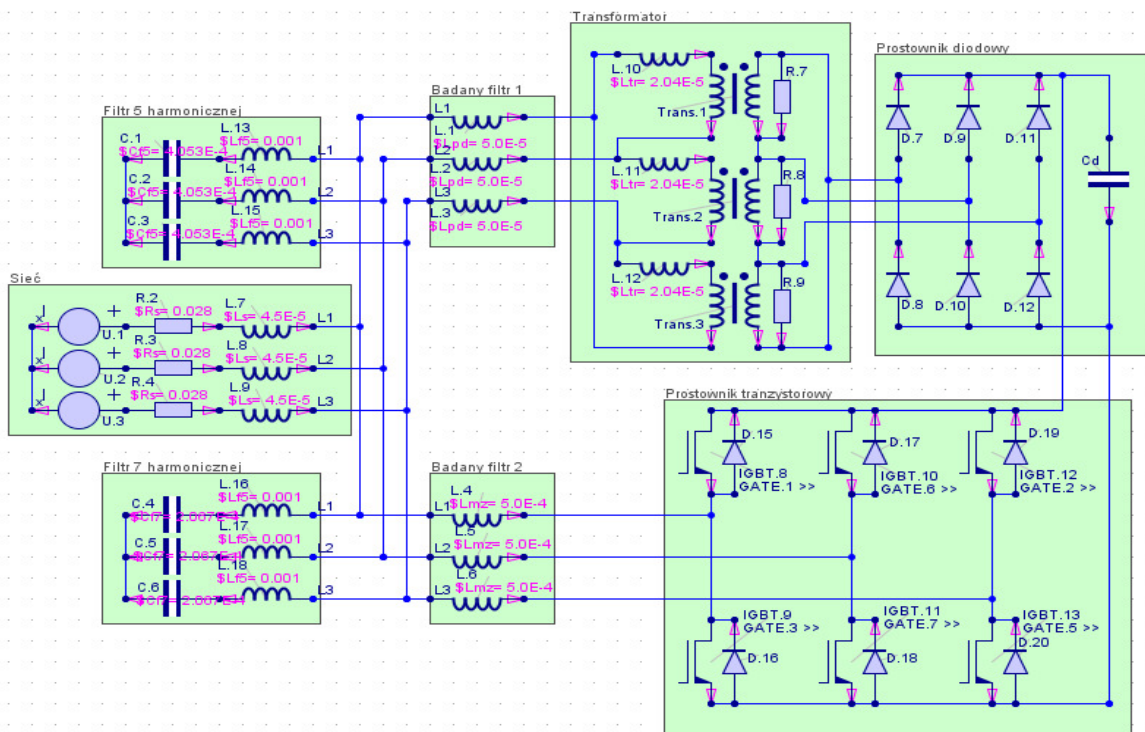 Transformator
L.10
$Ltr= 2.04E-5
Trans.1
R.7
L.11
$Ltr= 2.04E-5
Trans.2
R.8
L.12
$Ltr= 2.04E-5
Trans.3
R.9
Prostownik diodowy
D.7
D.9
D.11
Cd
D.8
D.10
D.12
Filtr 5 harmonicznej
C.1
$Cf5= 4.053E-4
L.13
$Lf5= 0.001
L1
C.2
$Cf5= 4.053E-4
L.14
$Lf5= 0.001
L2
C.3
$Cf5= 4.053E-4
L.15
$Lf5= 0.001
L3
Badany filtr 1
L1
L.1
$Lpd= 5.0E-5
L2
L.2
$Lpd= 5.0E-5
L3
L.3
$Lpd= 5.0E-5
Sieć
U.1
R.2
$Rs= 0.028
L.7
$Ls= 4.5E-5
L1
U.2
R.3
$Rs= 0.028
L.8
$Ls= 4.5E-5
L2
U.3
R.4
$Rs= 0.028
L.9
$Ls= 4.5E-5
L3
Filtr 7 harmonicznej
C.4
L.16
$Lf5= 0.001
L1
C.5
L.17
$Lf5= 0.001
L2
C.6
L.18
$Lf5= 0.001
L3
Badany filtr 2
L1
L.4
$Lmz= 5.0E-4
L2
L.5
$Lmz= 5.0E-4
L3
L.6
$Lmz= 5.0E-4
Prostownik tranzystorowy
D.15
IGBT.8
GATE.1 >>
D.17
IGBT.10
GATE.6 >>
D.19
IGBT.12
GATE.2 >>
IGBT.9
GATE.3 >>
D.16
IGBT.11
GATE.7 >>
D.18
IGBT.13
GATE.5 >>
D.20